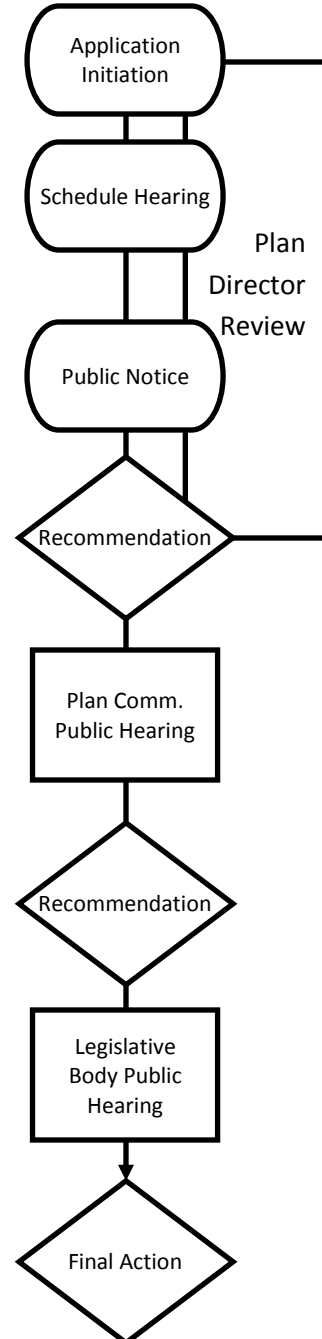 Application
Initiation
Schedule Hearing
Plan
Director
Review
Public Notice
Recommendation
Plan Comm.
Public Hearing
Recommendation
Legislative
Body Public
Hearing
Final Action